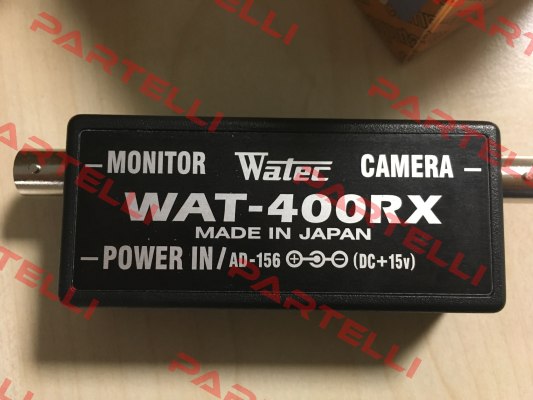 PARTELLI
PARTELLI
PARTELLI
–MONITOR Watec CAMERA–
WAT-400RX
MADE IN JAPAN
–POWER IN/AD-156 (DC+15v)
PARTELLI
PARTELLI
PARTELLI